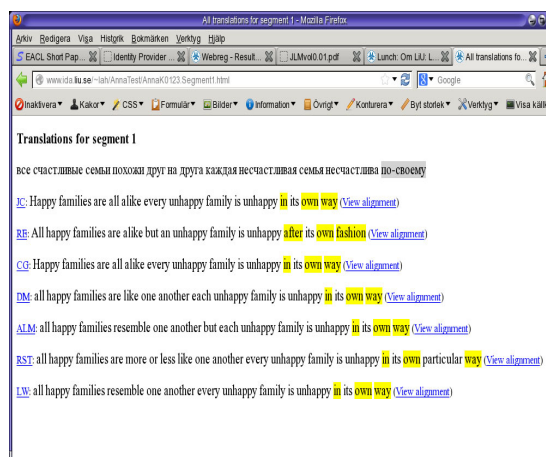 All translations for segment 1 - Mozilla Firefox
Arkiv Redigera Visa Historik Bokmärken Verktyg Hjälp
EACL Short Pap... Identity Provider ... Webreg - Result... JLMvol0.01.pdf Lunch: Om LiU: L... All translations fo...
www.ida.liu.se/~lah/AnnaTest/AnnaK0123.Segment1.html Google
Inaktivera Kakor CSS Formulär Bilder Information Övrigt Konturera Byt storlek Verktyg Visa käll
Translations for segment 1
все счастливые семьи похожи друг на друга каждая несчастливая семья несчастлива по-своему
JC: Happy families are all alike every unhappy family is unhappy in its own way (View alignment)
RE: All happy families are alike but an unhappy family is unhappy after its own fashion (View alignment)
CG: Happy families are all alike every unhappy family is unhappy in its own way (View alignment)
DM: all happy families are like one another each unhappy family is unhappy in its own way (View alignment)
ALM: all happy families resemble one another but each unhappy family is unhappy in its own way (View alignment)
RST: all happy families are more or less like one another every unhappy family is unhappy in its own particular way (View alignment)
LW: all happy families resemble one another every unhappy family is unhappy in its own way (View alignment)